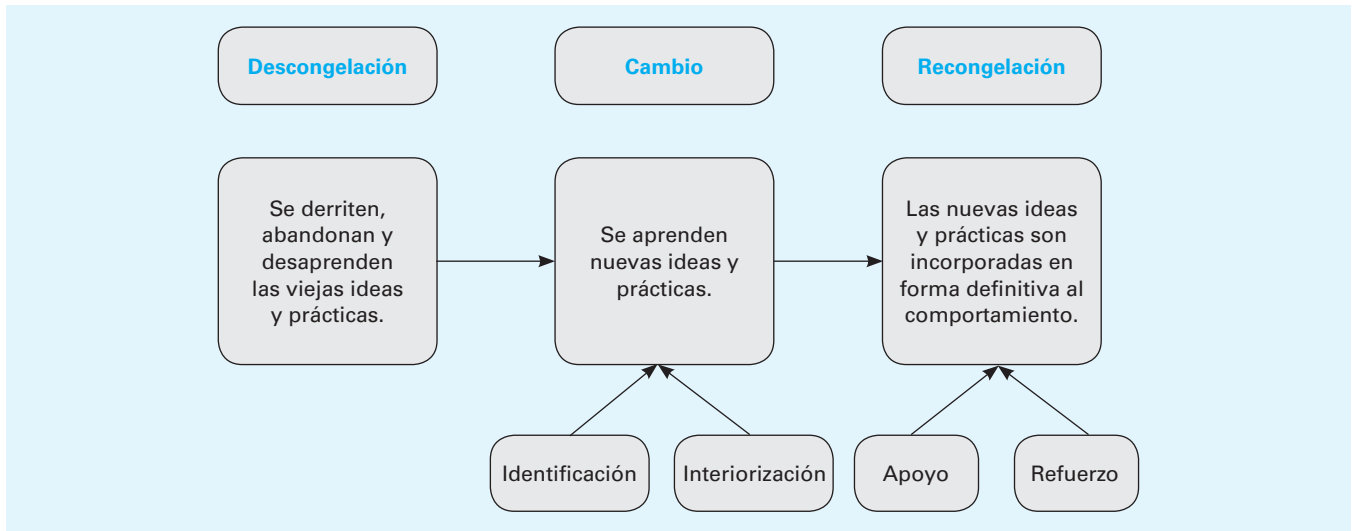 Descongelación
Cambio
Recongelación
Se derriten,
abandonan y
desaprenden
las viejas ideas
y prácticas.
Se aprenden
nuevas ideas y
prácticas.
Las nuevas ideas
y prácticas son
incorporadas en
forma definitiva al
comportamiento.
Identificación
Interiorización
Apoyo
Refuerzo